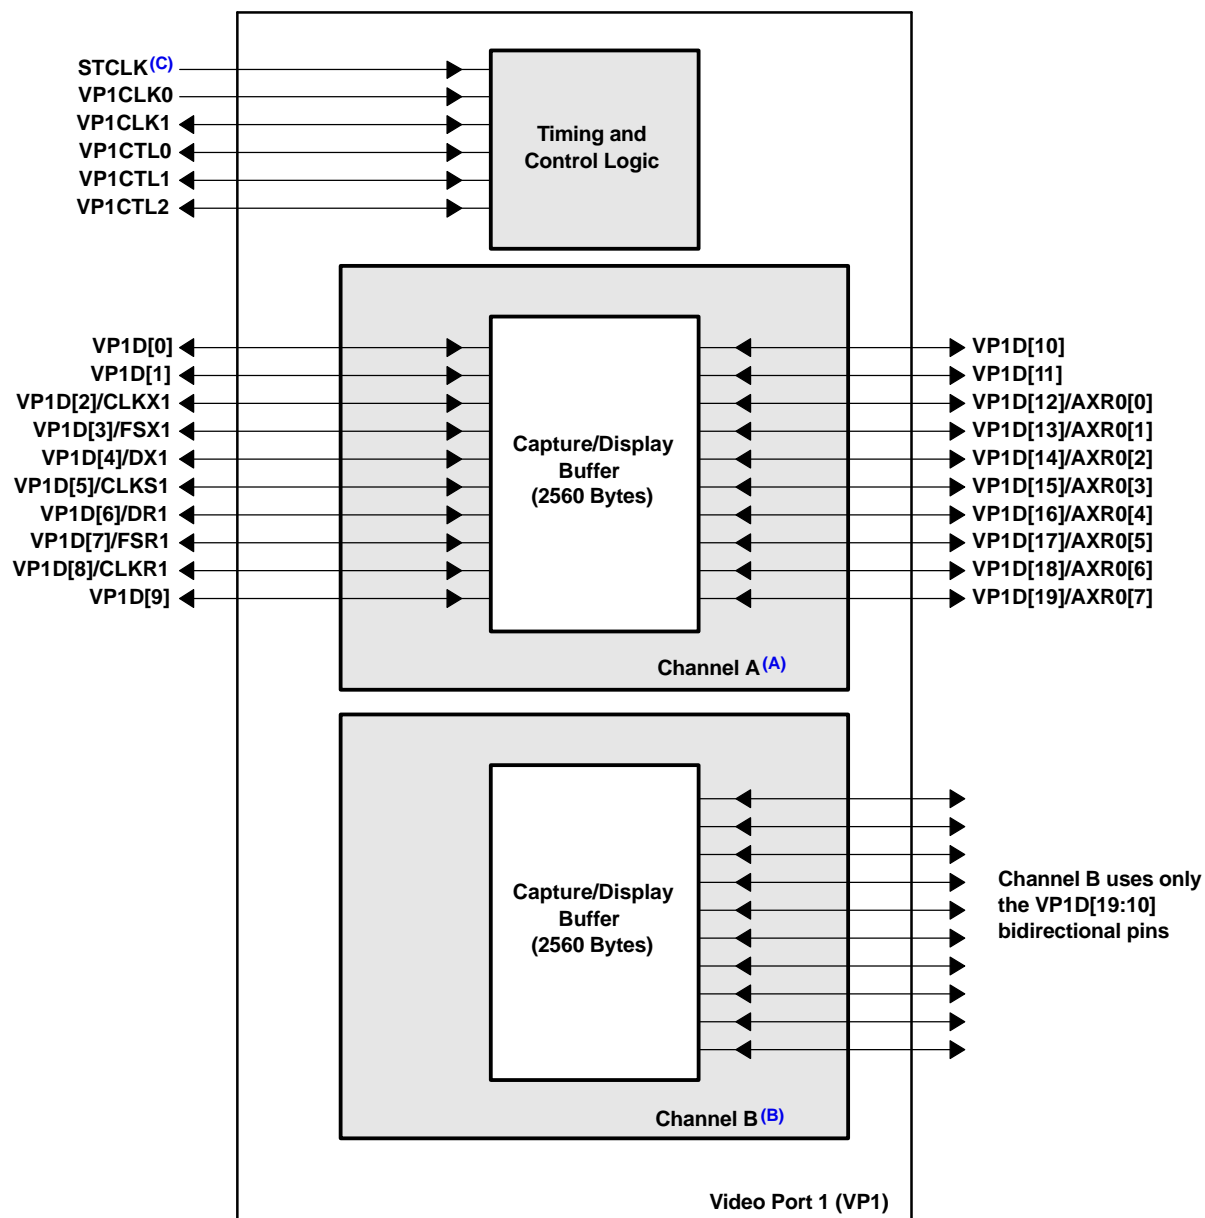 STCLK(C)
VP1CLK0
VP1CLK1
VP1CTL0
VP1CTL1
VP1CTL2
Timing and
Control Logic
VP1D[0]
VP1D[1]
VP1D[2]/CLKX1
VP1D[3]/FSX1
VP1D[4]/DX1
VP1D[5]/CLKS1
VP1D[6]/DR1
VP1D[7]/FSR1
VP1D[8]/CLKR1
VP1D[9]
Capture/Display
Buffer
(2560 Bytes)
VP1D[10]
VP1D[11]
VP1D[12]/AXR0[0]
VP1D[13]/AXR0[1]
VP1D[14]/AXR0[2]
VP1D[15]/AXR0[3]
VP1D[16]/AXR0[4]
VP1D[17]/AXR0[5]
VP1D[18]/AXR0[6]
VP1D[19]/AXR0[7]
Channel A(A)
Capture/Display
Buffer
(2560 Bytes)
Channel B uses only
the VP1D[19:10]
bidirectional pins
Channel B(B)
Video Port 1 (VP1)